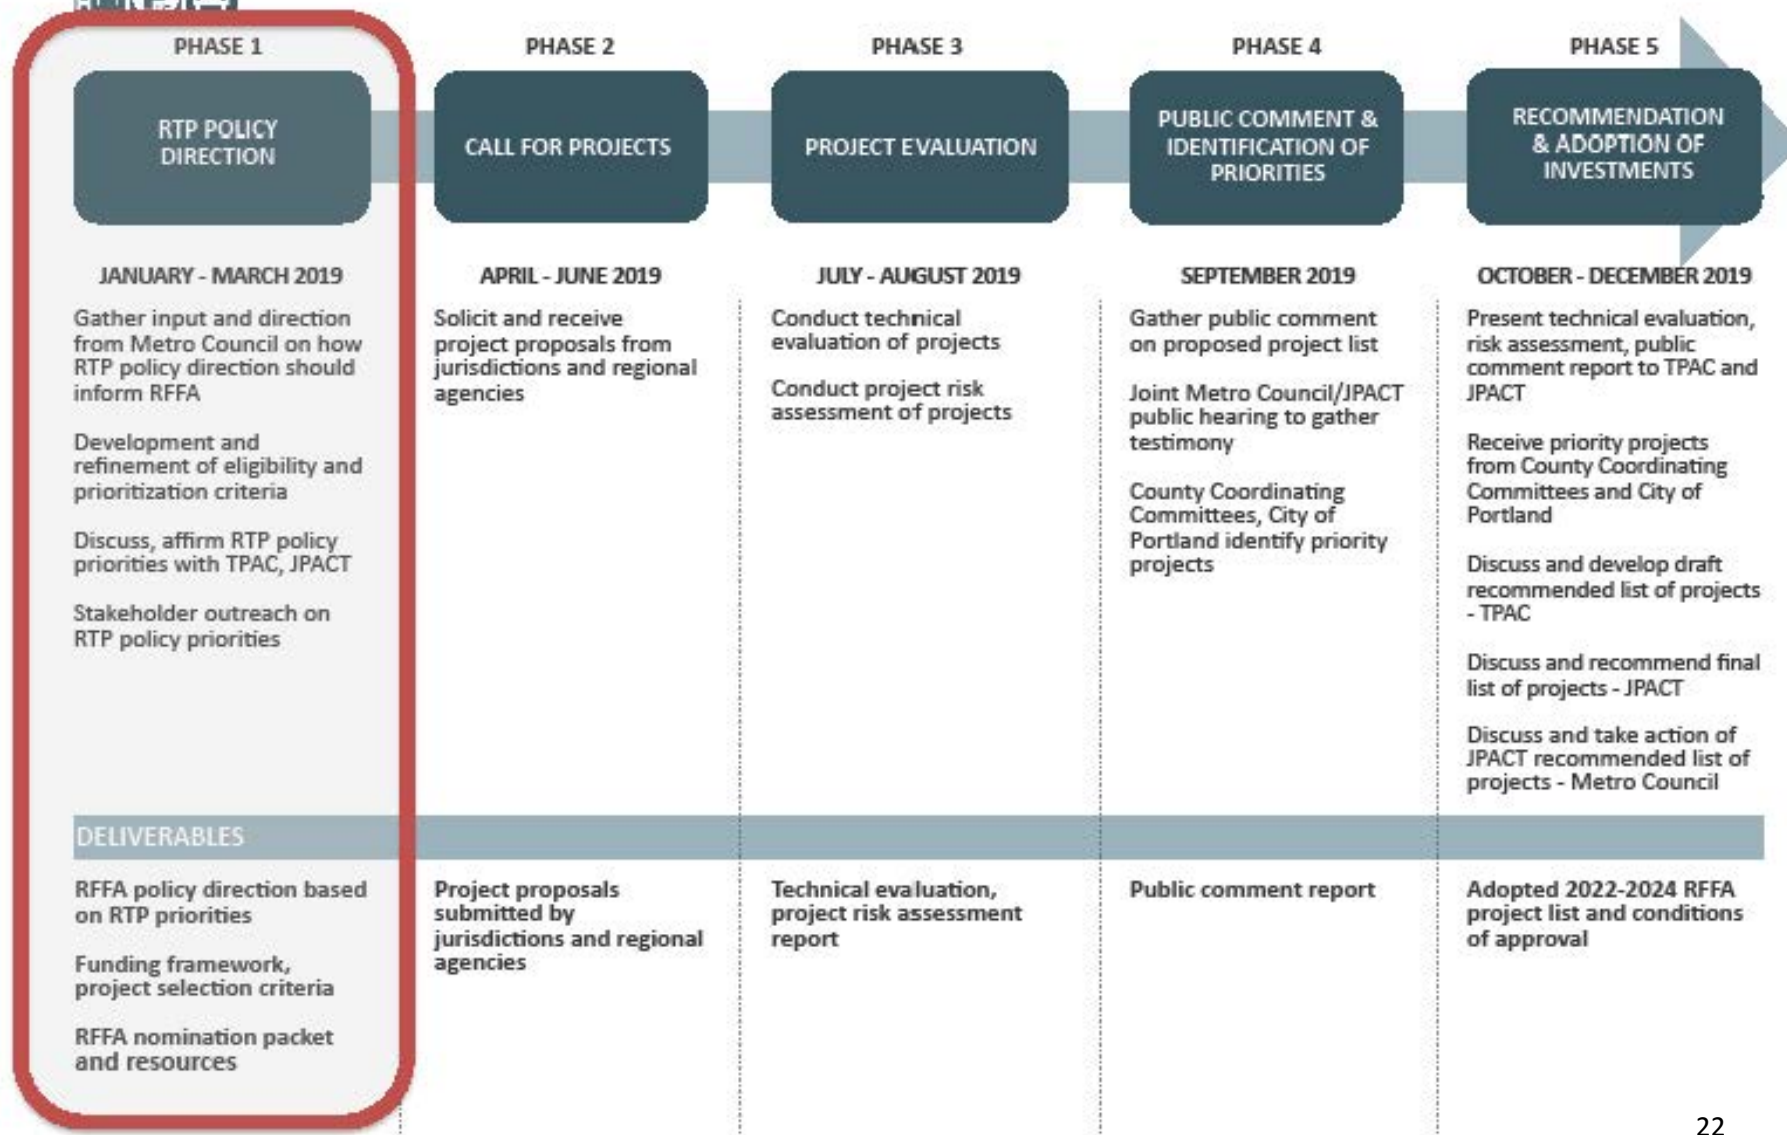 PHASE 1
RTP POLICY
DIRECTION
JANUARY - MARCH 2019
Gather input and direction
from Metro Council on how
RTP policy direction should
inform RFFA
Development and
refinement of eligibility and
prioritization criteria
Discuss, affirm RTP policy
priorities with TPAC, JPACT
Stakeholder outreach on
RTP policy priorities
PHASE 2
CALL FOR PROJECTS
APRIL - JUNE 2019
Solicit and receive
project proposals from
jurisdictions and regional
agencies
PHASE 3
PROJECT EVALUATION
JULY - AUGUST 2019
Conduct technical
evaluation of projects
Conduct project risk
assessment of projects
PHASE 4
PUBLIC COMMENT &
IDENTIFICATION OF
PRIORITIES
SEPTEMBER 2019
Gather public comment
on proposed project list
Joint Metro Council/JPACT
public hearing to gather
testimony
County Coordinating
Committees, City of
Portland identify priority
projects
PHASE 5
RECOMMENDATION
& ADOPTION OF
INVESTMENTS
OCTOBER - DECEMBER 2019
Present technical evaluation,
risk assessment, public
comment report to TPAC and
JPACT
Receive priority projects
from County Coordinating
Committees and City of
Portland
Discuss and develop draft
recommended list of projects
- TPAC
Discuss and recommend final
list of projects - JPACT
Discuss and take action of
JPACT recommended list of
projects - Metro Council
DELIVERABLES
RFFA policy direction based
on RTP priorities
Funding framework,
project selection criteria
RFFA nomination packet
and resources
Project proposals
submitted by
jurisdictions and regional
agencies
Technical evaluation,
project risk assessment
report
Public comment report
Adopted 2022-2024 RFFA
project list and conditions
of approval
22